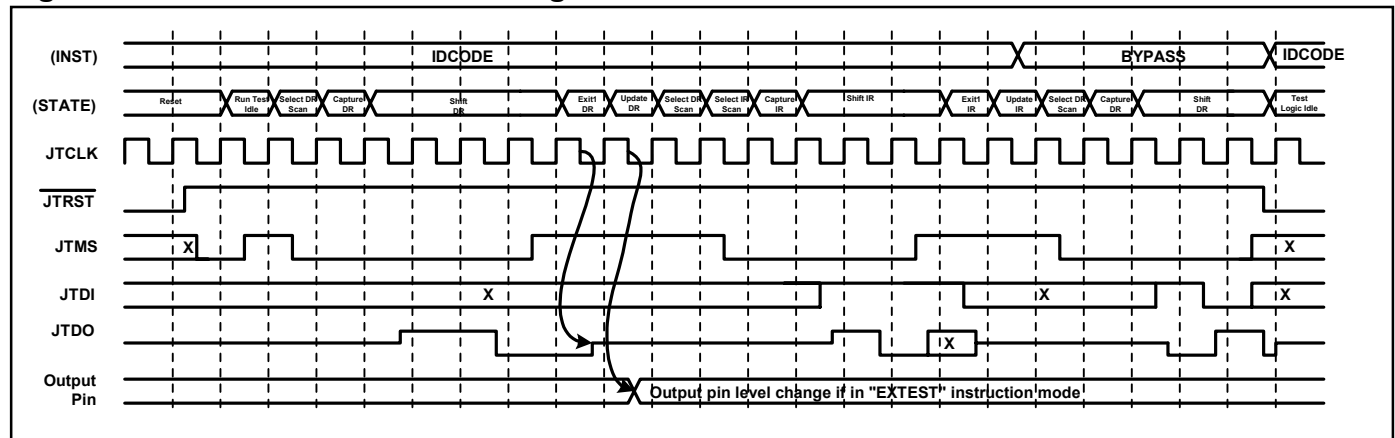 (INST)
IDCODE
BYPASS
IDCODE
(STATE)
Reset
Run Test
Idle
Select DR
Scan
Capture
DR
Shift
DR
Exit1
DR
Update
DR
Select DR
Scan
Select IR
Scan
Capture
IR
Shift IR
Exit1
IR
Update
IR
Select DR
Scan
Capture
DR
Shift
DR
Test
Logic Idle
JTCLK
JTRST
JTMS
X
X
JTDI
X
X
X
JTDO
X
Output
Pin
Output pin level change if in "EXTEST" instruction mode